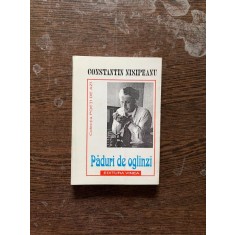 CONSTANTIN NISIPEANU
Păduri de oglinzi
EDITURA VINEA